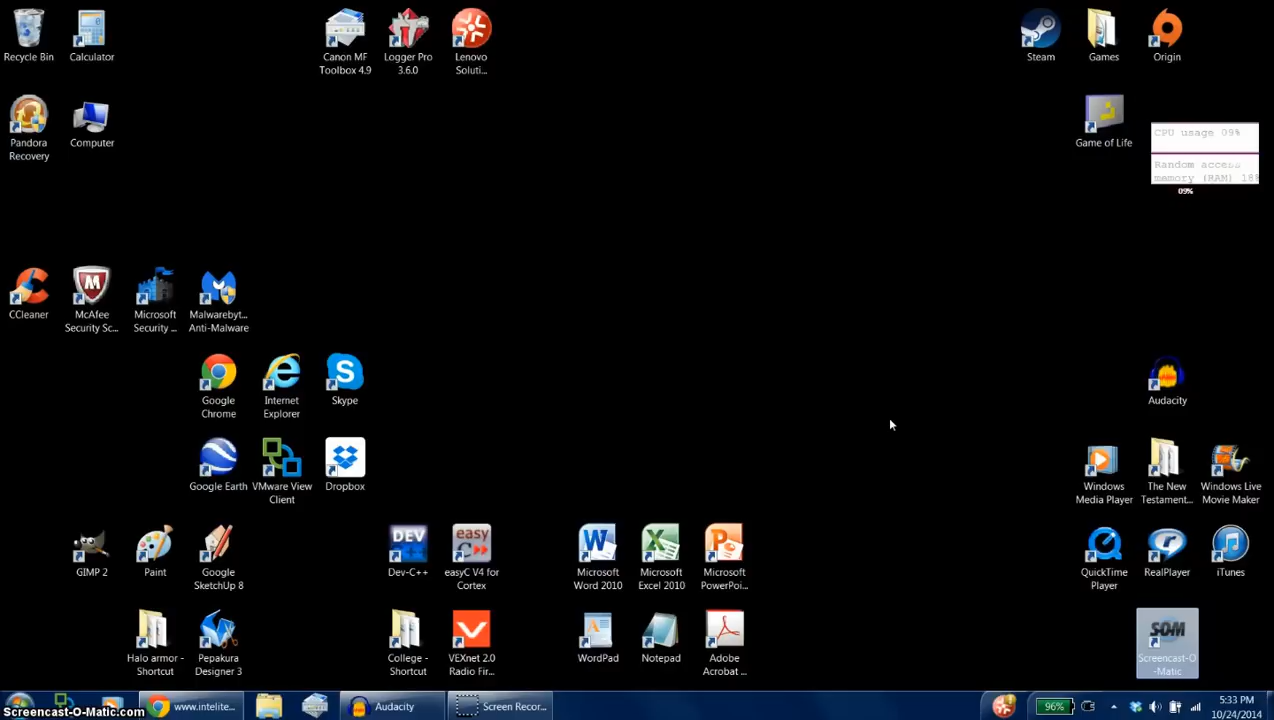 Recycle Bin
Calculator
Canon MF
Toolbox 4.9
Logger Pro
3.6.0
Lenovo
Soluti...
Steam
Games
Origin
Pandora
Recovery
Computer
Game of Life
CPU usage 09%
Random access
memory (RAM) 18%
09%
CCleaner
McAfee
Security Sc...
Microsoft
Security ...
Malwarebyt...
Anti-Malware
Google
Chrome
Internet
Explorer
Skype
Audacity
Google Earth
VMware View
Client
Dropbox
Windows
Media Player
The New
Testament...
Windows Live
Movie Maker
GIMP 2
Paint
Google
SketchUp 8
DEV
Dev-C++
easy
C
easyC V4 for
Cortex
Microsoft
Word 2010
Microsoft
Excel 2010
Microsoft
PowerPoi...
QuickTime
Player
RealPlayer
iTunes
Halo armor -
Shortcut
Pepakura
Designer 3
College -
Shortcut
VEXnet 2.0
Radio Fir...
WordPad
Notepad
Adobe
Acrobat ...
SOM
Screencast-O
-Matic
www.intelite...
Audacity
Screen Recor...
96%
5:33 PM
10/24/2014
Screencast-O-Matic.com